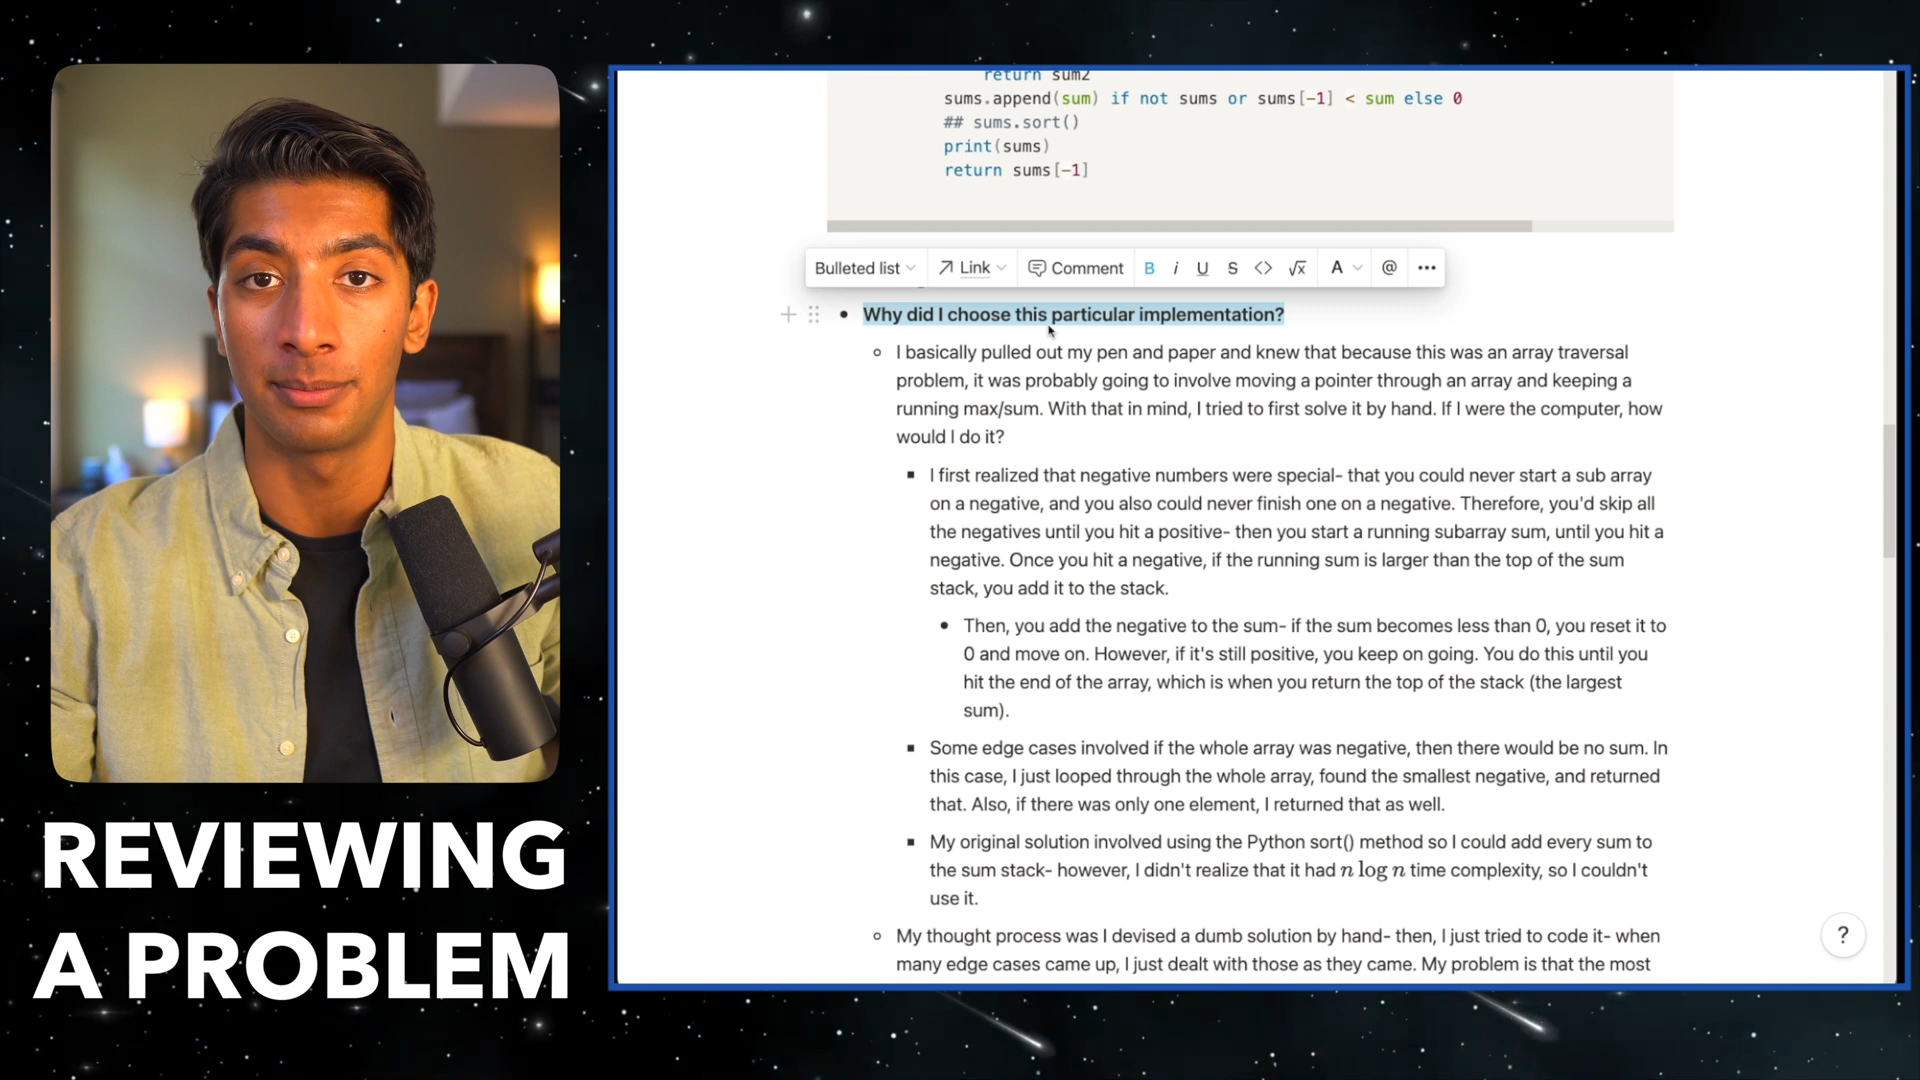 return sum2
sums.append(sum) if not sums or sums[-1] < sum else 0
## sums.sort()
print(sums)
return sums[-1]
Bulleted list
Link
Comment
B i U S <> √x A @ •••
Why did I choose this particular implementation?
I basically pulled out my pen and paper and knew that because this was an array traversal
problem, it was probably going to involve moving a pointer through an array and keeping a
running max/sum. With that in mind, I tried to first solve it by hand. If I were the computer, how
would I do it?
I first realized that negative numbers were special- that you could never start a sub array
on a negative, and you also could never finish one on a negative. Therefore, you'd skip all
the negatives until you hit a positive- then you start a running subarray sum, until you hit a
negative. Once you hit a negative, if the running sum is larger than the top of the sum
stack, you add it to the stack.
Then, you add the negative to the sum- if the sum becomes less than 0, you reset it to
0 and move on. However, if it's still positive, you keep on going. You do this until you
hit the end of the array, which is when you return the top of the stack (the largest
sum).
Some edge cases involved if the whole array was negative, then there would be no sum. In
this case, I just looped through the whole array, found the smallest negative, and returned
that. Also, if there was only one element, I returned that as well.
My original solution involved using the Python sort() method so I could add every sum to
the sum stack- however, I didn't realize that it had n log n time complexity, so I couldn't
use it.
My thought process was I devised a dumb solution by hand- then, I just tried to code it- when
many edge cases came up, I just dealt with those as they came. My problem is that the most
?
REVIEWING
A PROBLEM